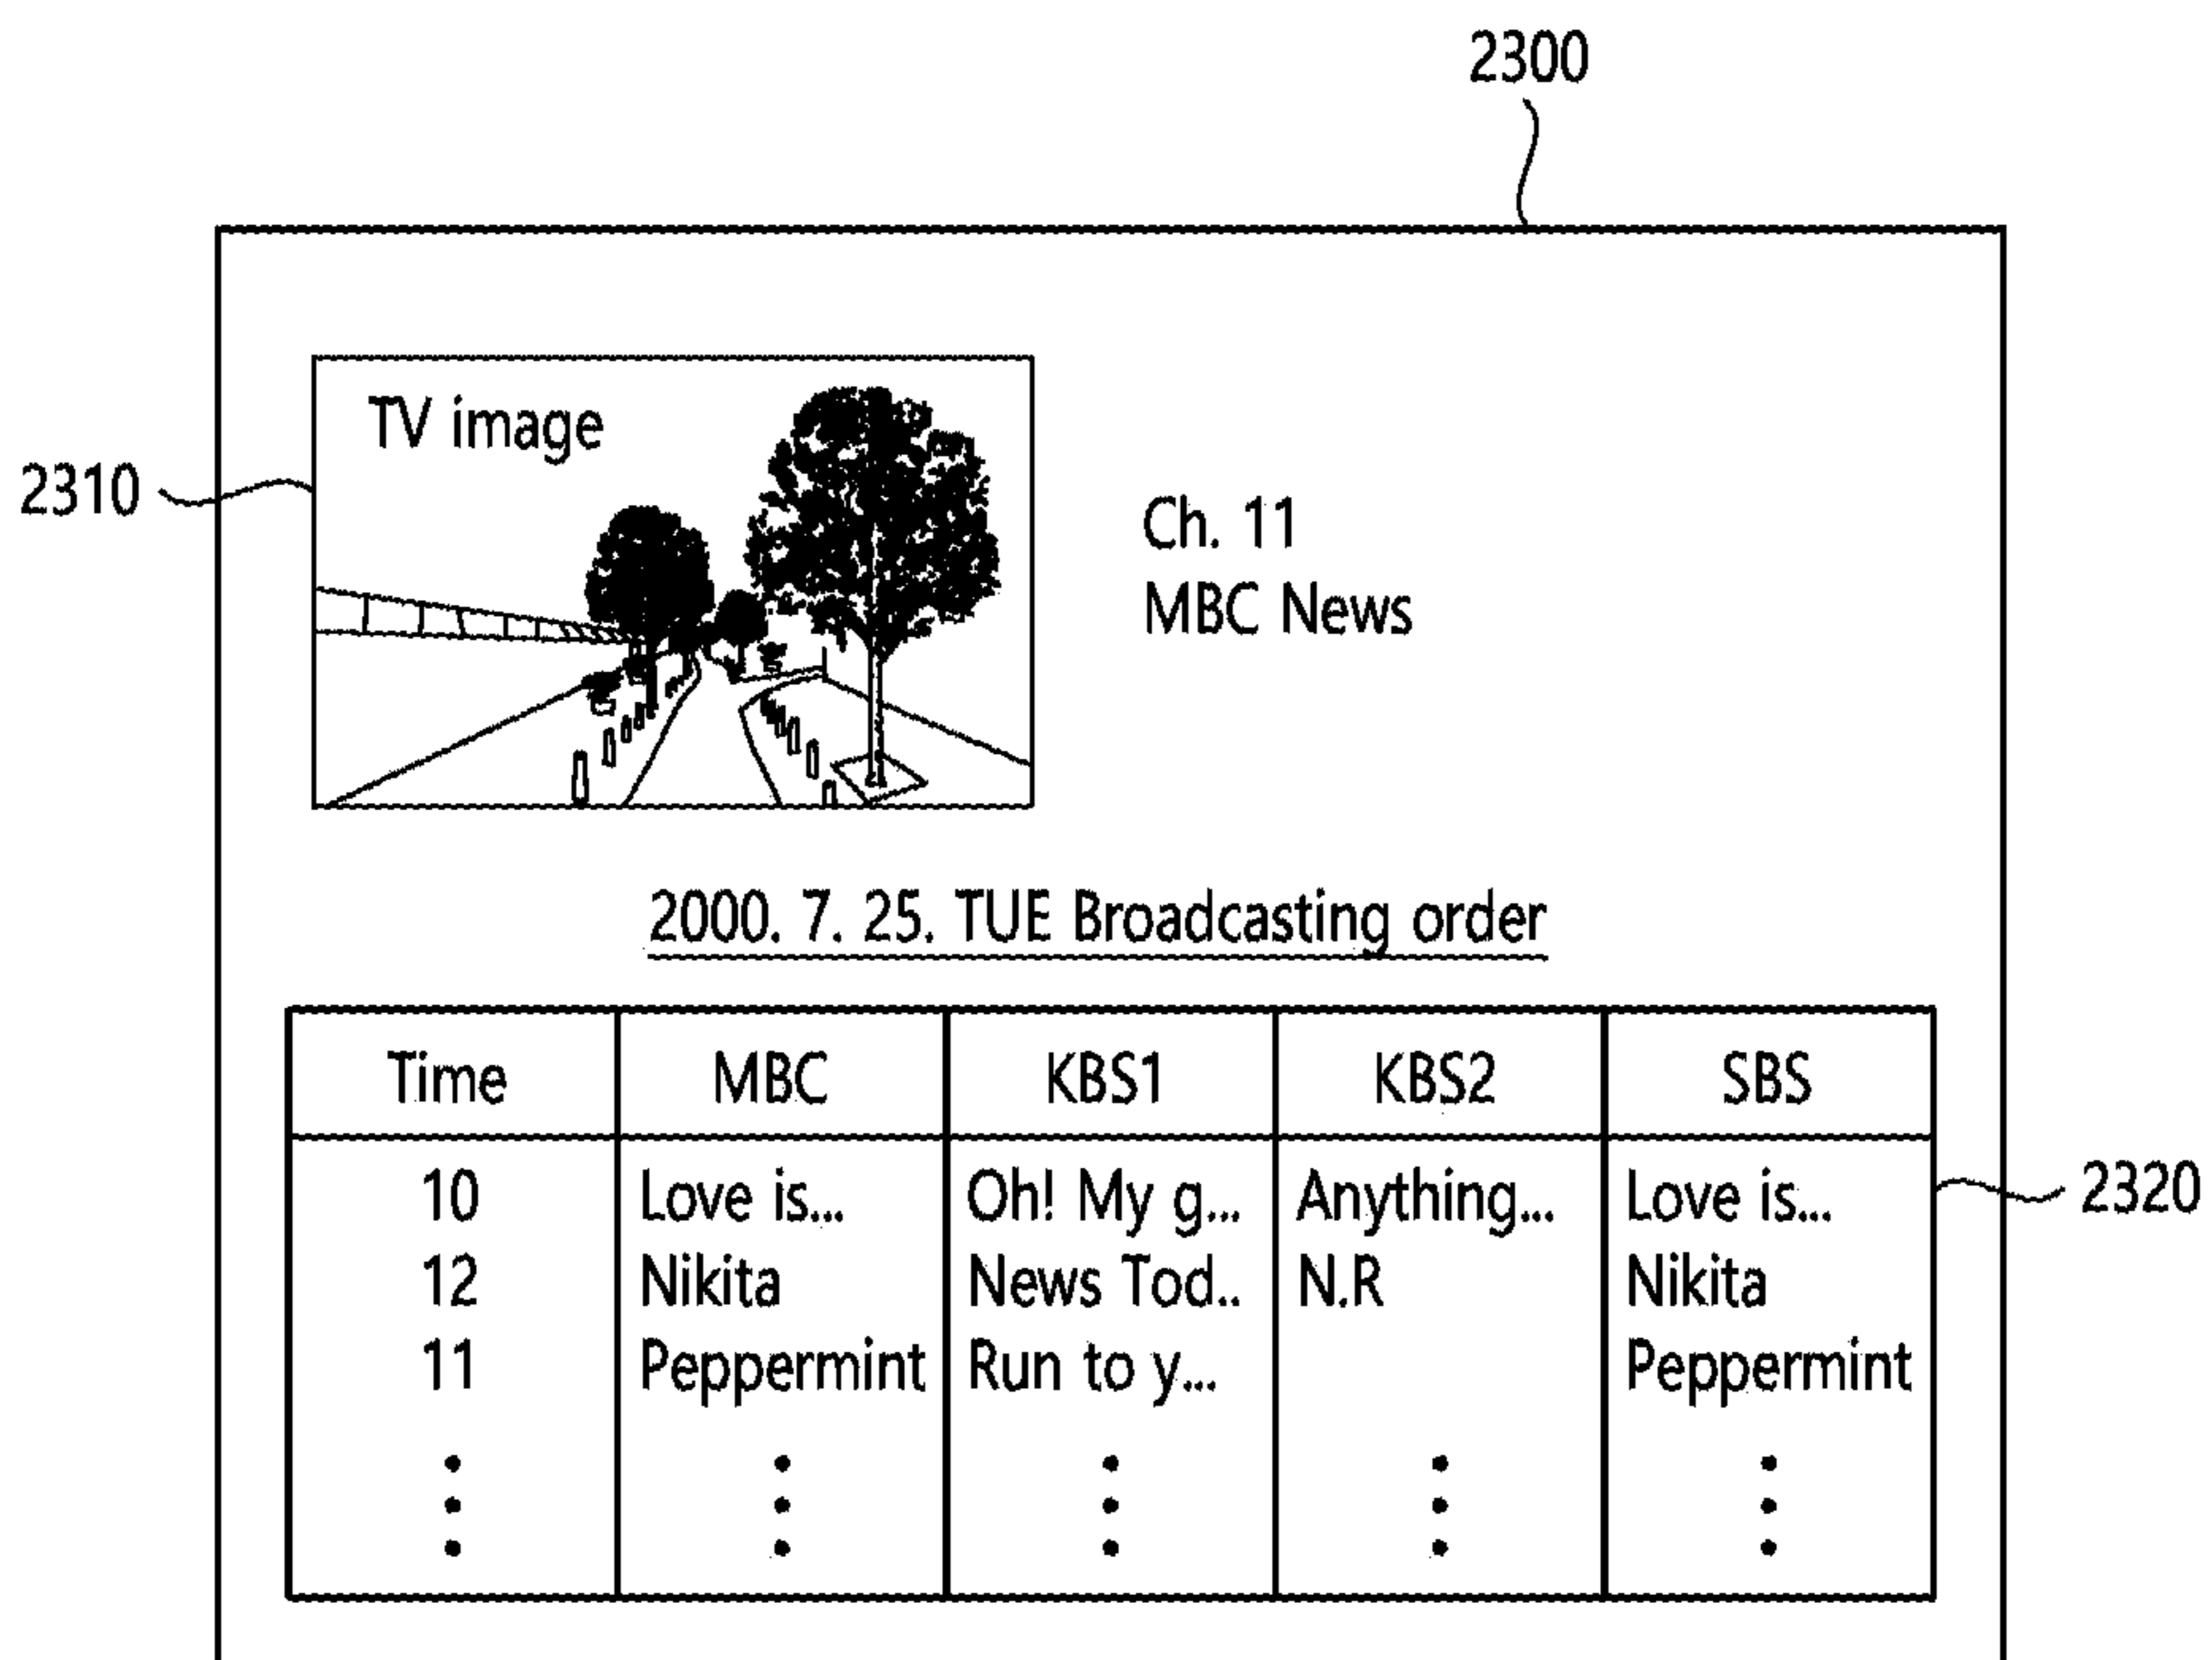 2300
TV image
2310
Ch. 11
MBC News
2000. 7. 25. TUE Broadcasting order
Time MBC KBS1 KBS2 SBS
10 Love is... Oh! My g... Anything... Love is...
2320
12 Nikita News Tod.. N.R Nikita
11 Peppermint Run to y... Peppermint